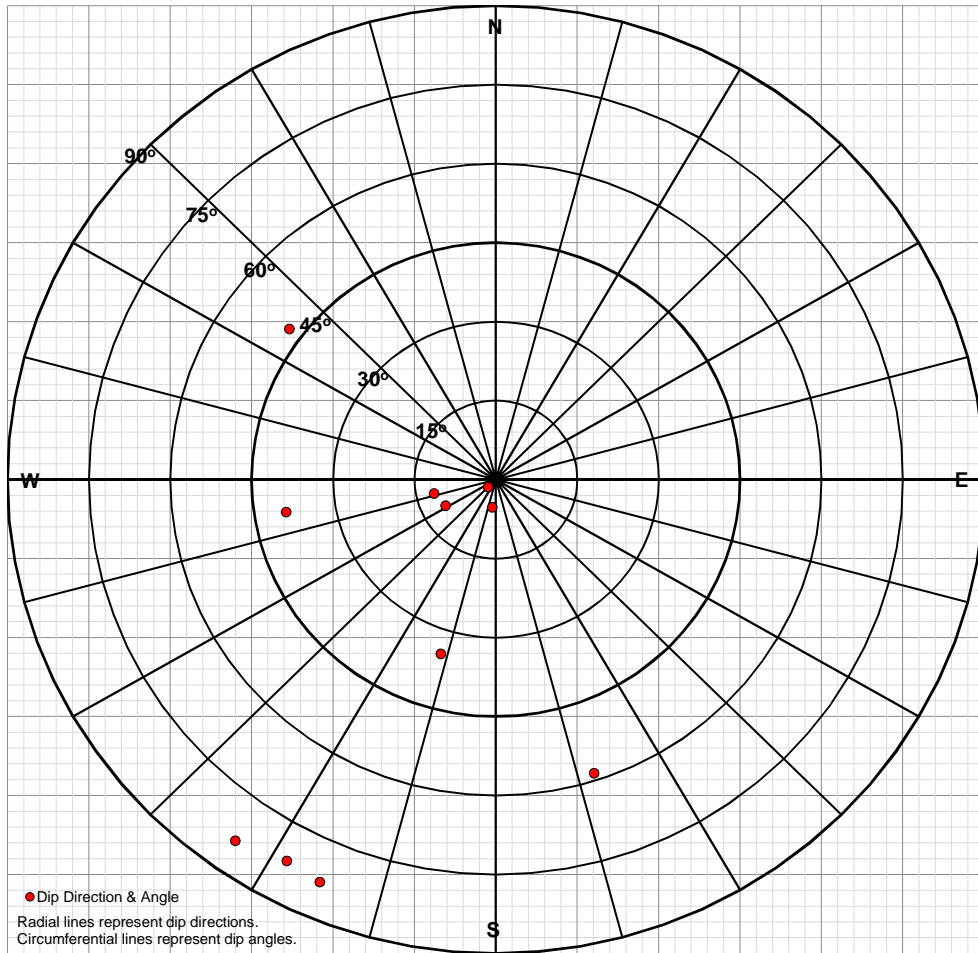 N
90°
75°
60°
45°
30°
15°
W
E
Dip Direction & Angle
Radial lines represent dip directions.
Circumferential lines represent dip angles.
S